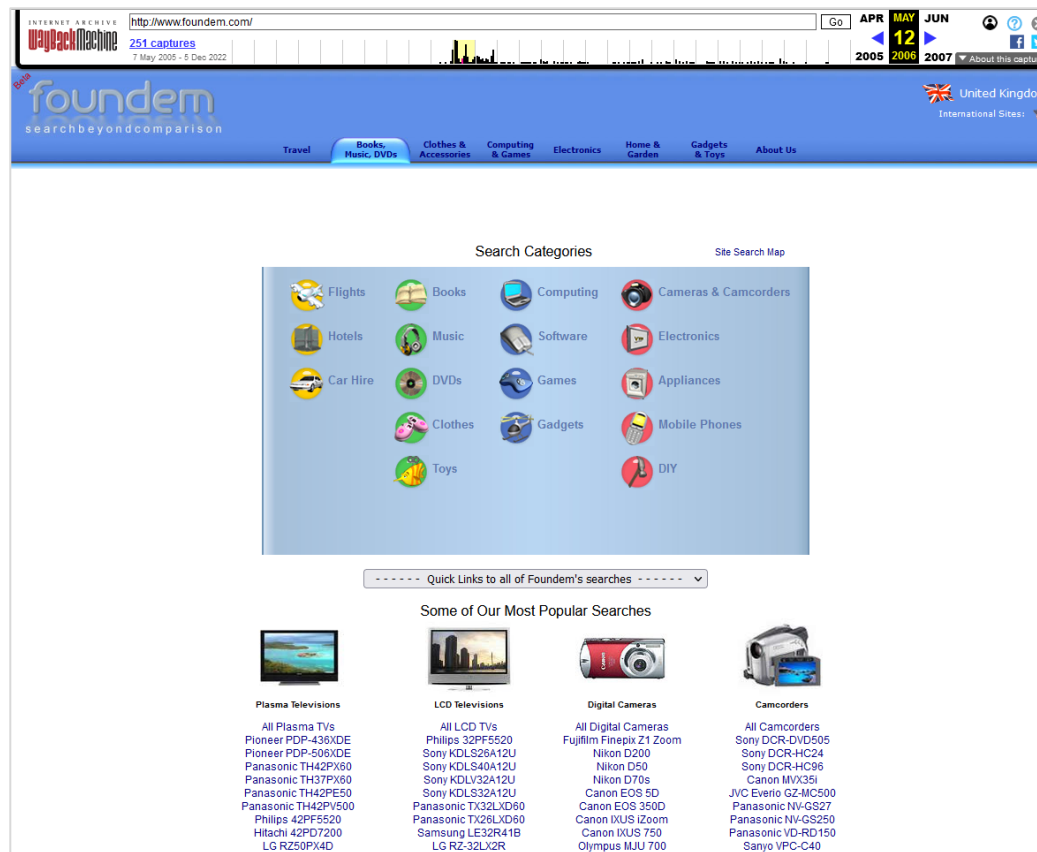 INTERNET ARCHIVE
WayBackMachine
http://www.foundem.com/
Go
APR MAY JUN
251 captures
12
7 May 2005 - 5 Dec 2022
2005 2006 2007
▼ About this captu
Beta
foundem
searchbeyondcomparison
United Kingdo
International Sites:
Travel
Books, Music, DVDs
Clothes & Accessories
Computing & Games
Electronics
Home & Garden
Gadgets & Toys
About Us
Search Categories
Site Search Map
Flights Books Computing Cameras & Camcorders
Hotels Music Software Electronics
Car Hire DVDs Games Appliances
Clothes Gadgets Mobile Phones
Toys DIY
- - - - - - Quick Links to all of Foundem's searches - - - - - -
Some of Our Most Popular Searches
Plasma Televisions LCD Televisions Digital Cameras Camcorders
All Plasma TVs All LCD TVs All Digital Cameras All Camcorders
Pioneer PDP-436XDE Philips 32PF5520 Fujifilm Finepix Z1 Zoom Sony DCR-DVD505
Pioneer PDP-506XDE Sony KDLS26A12U Nikon D200 Sony DCR-HC24
Panasonic TH42PX60 Sony KDLS40A12U Nikon D50 Sony DCR-HC96
Panasonic TH37PX60 Sony KDLV32A12U Nikon D70s Canon MVX35i
Panasonic TH42PE50 Sony KDLS32A12U Canon EOS 5D JVC Everio GZ-MC500
Panasonic TH42PV500 Panasonic TX32LXD60 Canon EOS 350D Panasonic NV-GS27
Philips 42PF5520 Panasonic TX26LXD60 Canon IXUS iZoom Panasonic NV-GS250
Hitachi 42PD7200 Samsung LE32R41B Canon IXUS 750 Panasonic VD-RD150
LG RZ50PX4D LG RZ-32LX2R Olympus MJU 700 Sanyo VPC-C40